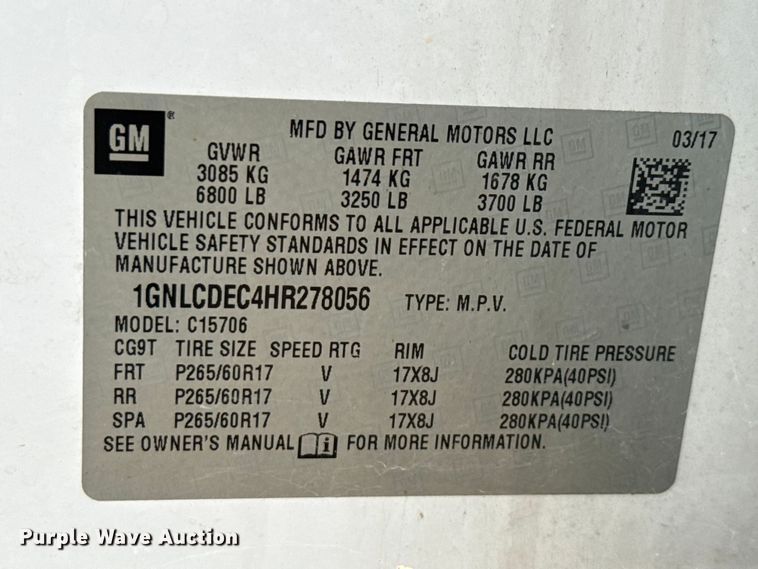 GM ®
MFD BY GENERAL MOTORS LLC 03/17
GVWR GAWR FRT GAWR RR
3085 KG 1474 KG 1678 KG
6800 LB 3250 LB 3700 LB
THIS VEHICLE CONFORMS TO ALL APPLICABLE U.S. FEDERAL MOTOR
VEHICLE SAFETY STANDARDS IN EFFECT ON THE DATE OF
MANUFACTURE SHOWN ABOVE.
1GNLCDEC4HR278056 TYPE: M.P.V.
MODEL: C15706
CG9T TIRE SIZE SPEED RTG RIM COLD TIRE PRESSURE
FRT P265/60R17 V 17X8J 280KPA(40PSI)
RR P265/60R17 V 17X8J 280KPA(40PSI)
SPA P265/60R17 V 17X8J 280KPA(40PSI)
SEE OWNER'S MANUAL i FOR MORE INFORMATION.
Purple Wave Auction